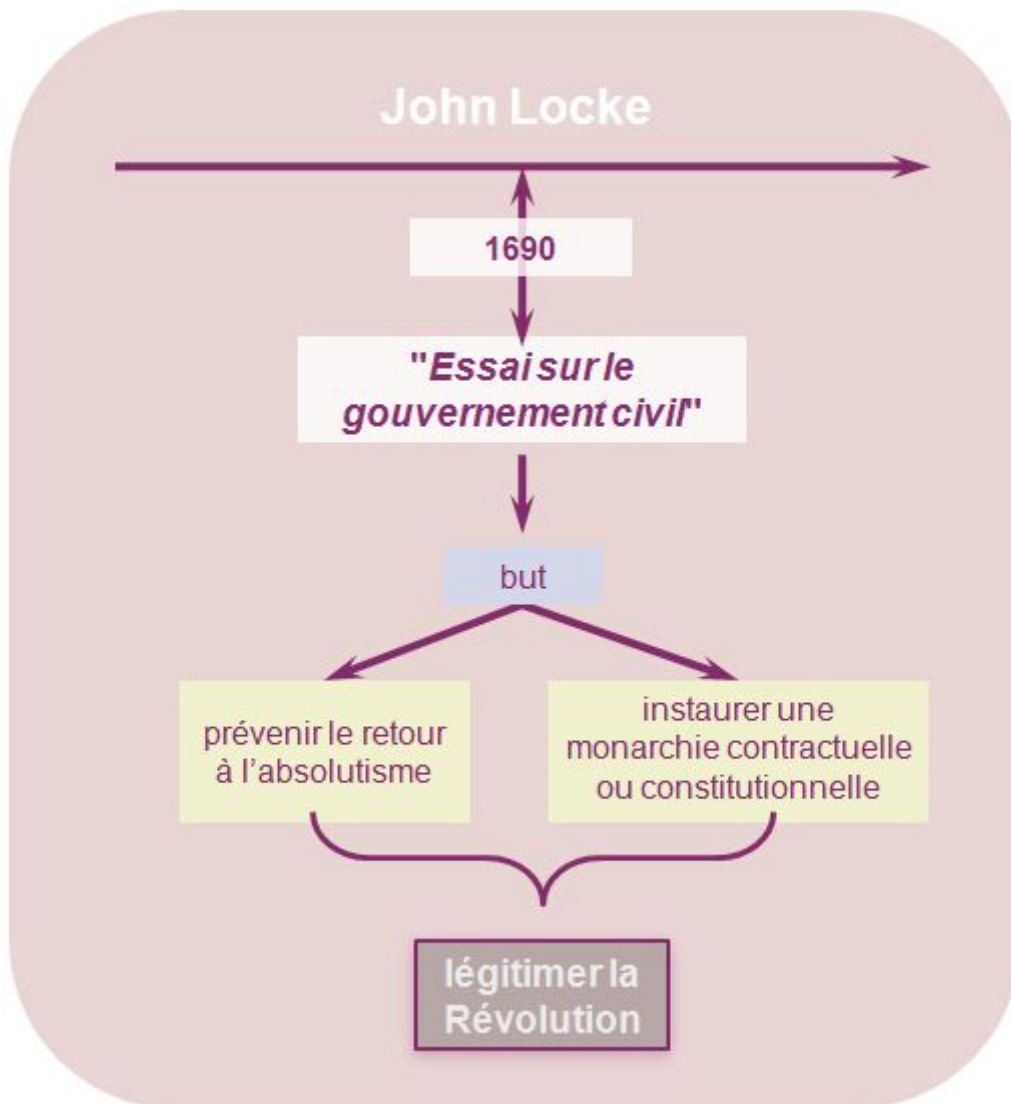 John Locke
1690
"Essai sur le
gouvernement civil"
but
prévenir le retour
à l’absolutisme
instaurer une
monarchie contractuelle
ou constitutionnelle
légitimer la
Révolution